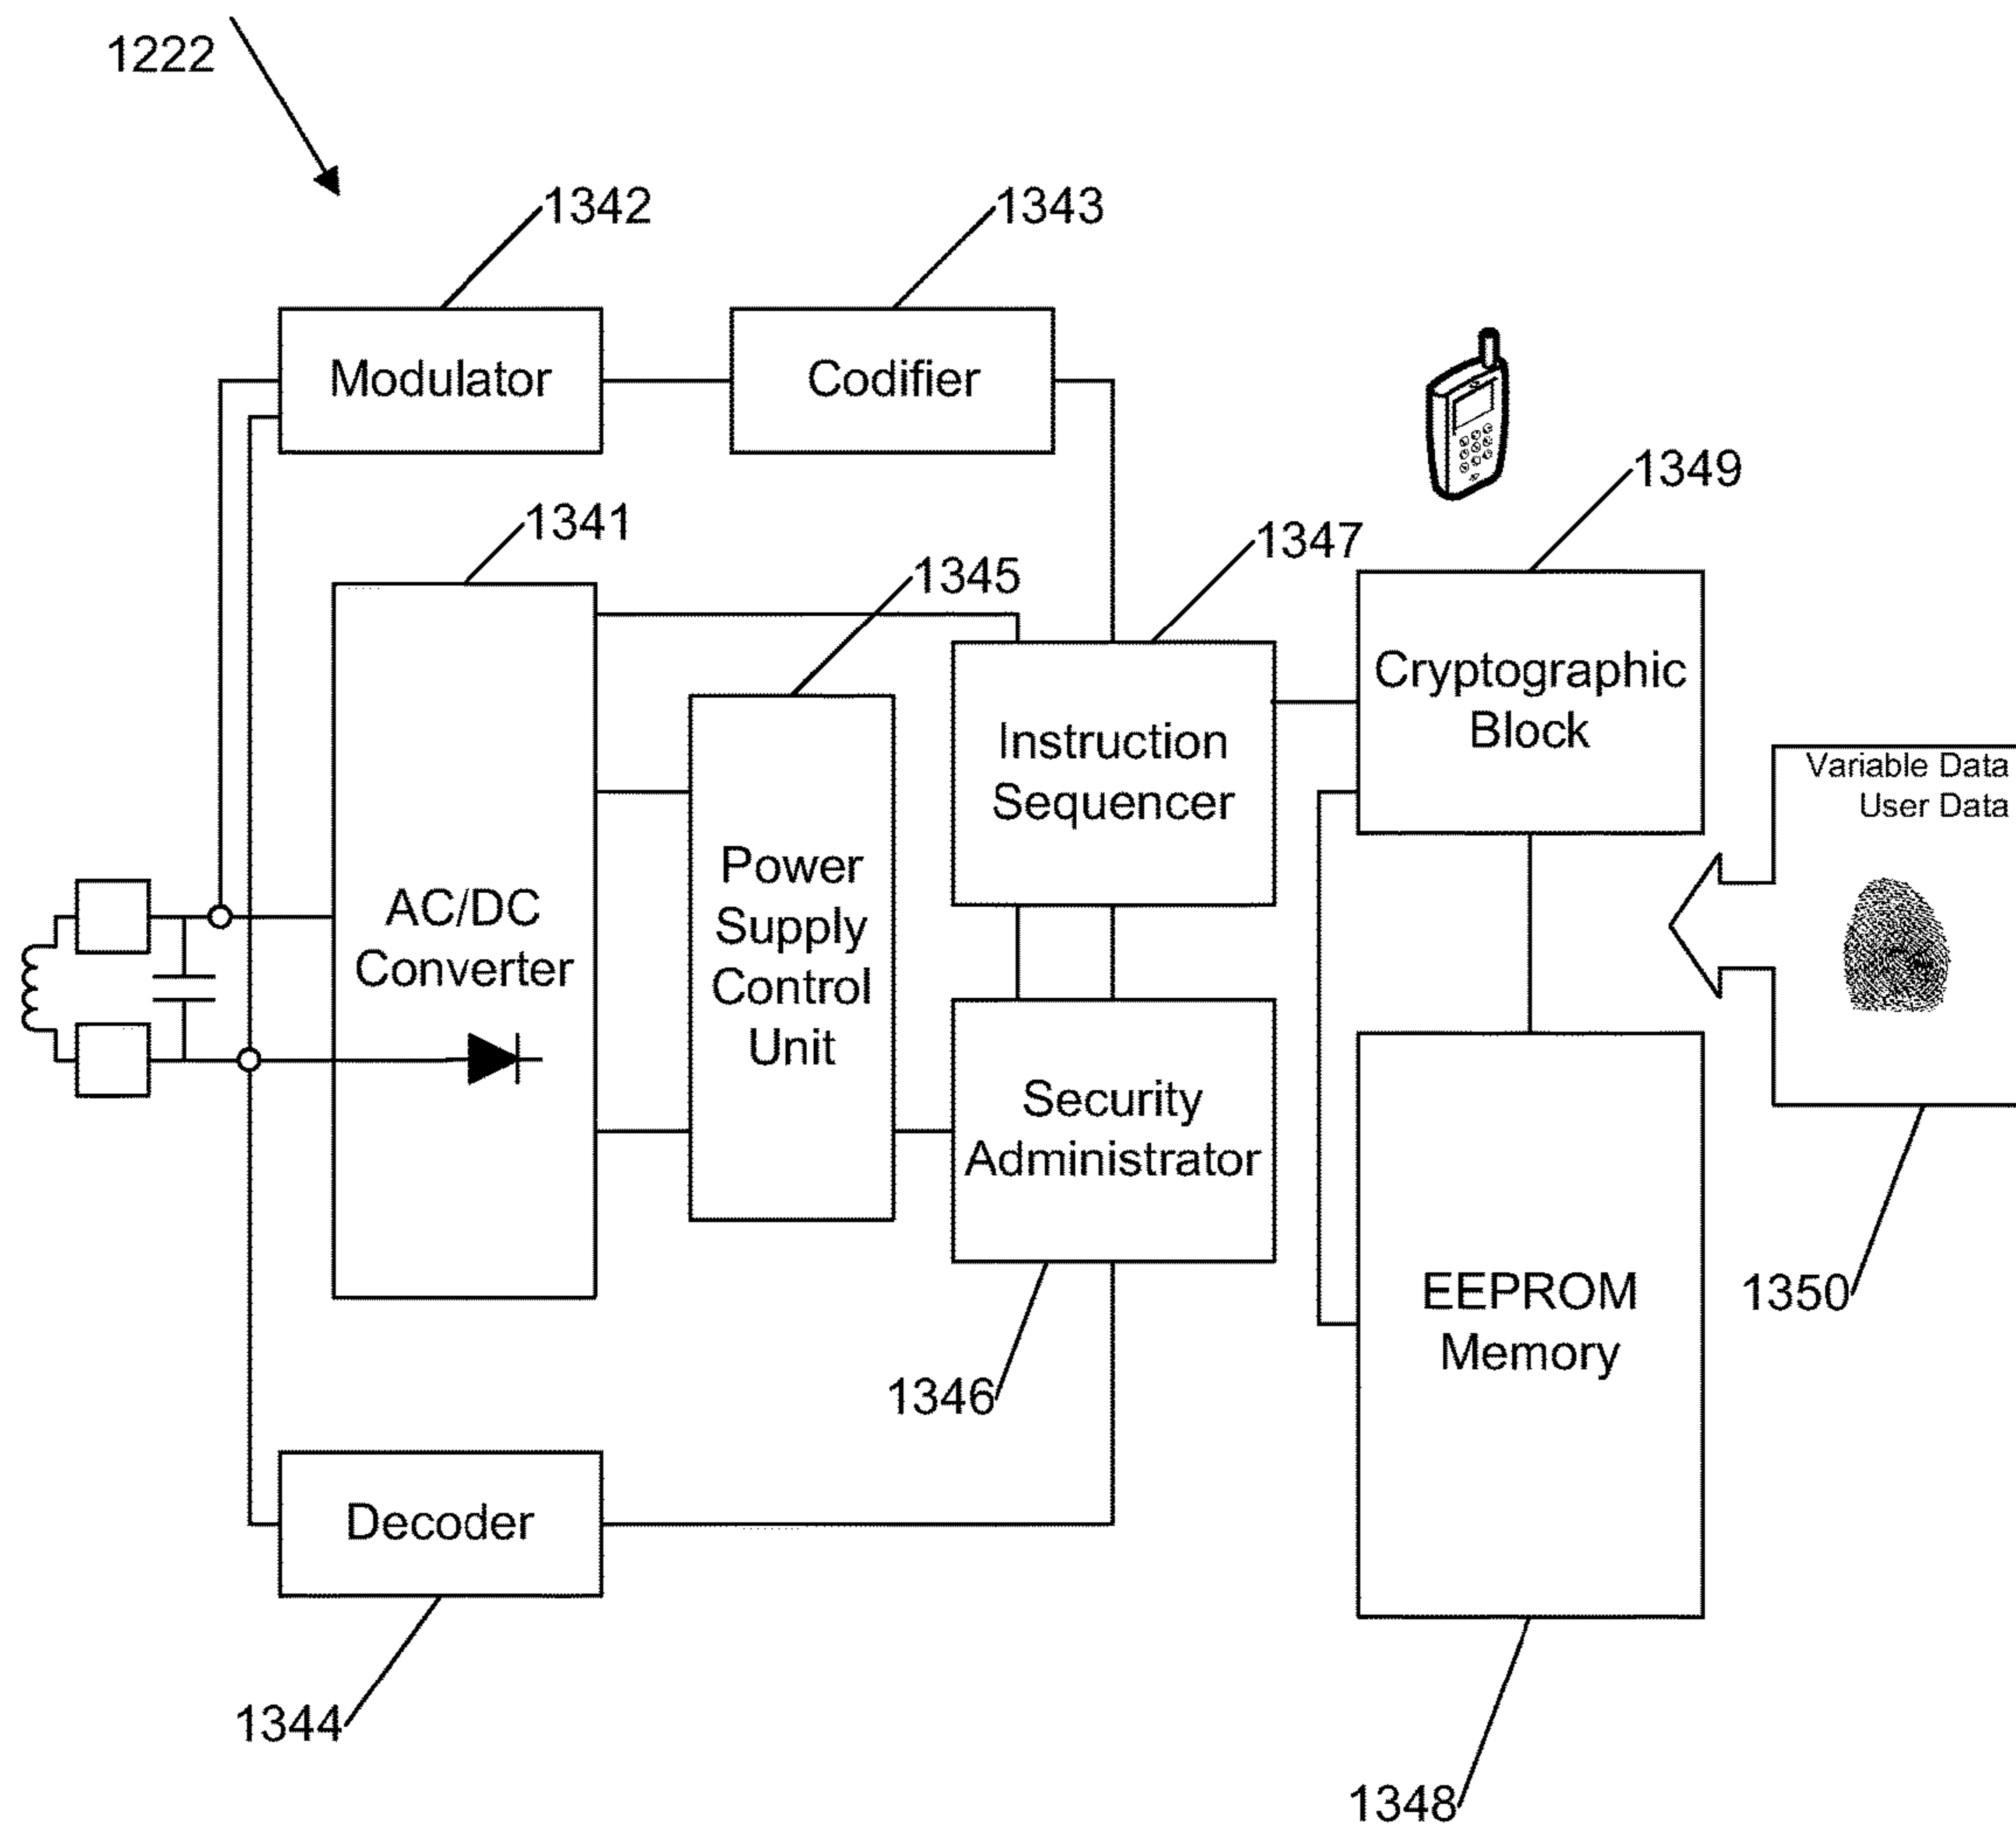 1222
1342
1343
Modulator
Codifier
1349
1341
1347
1345
Cryptographic
Block
Instruction
Sequencer
Variable Data
User Data
Power
Supply
Control
Unit
AC/DC
Converter
Security
Administrator
EEPROM
Memory
1350
1346
Decoder
1344
1348